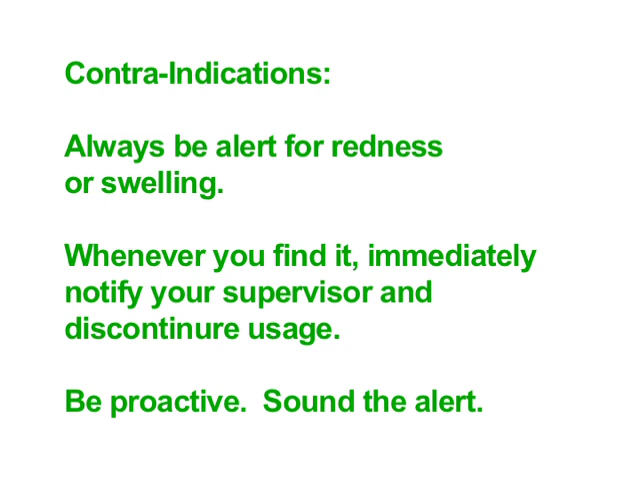 Contra-Indications:
Always be alert for redness
or swelling.
Whenever you find it, immediately
notify your supervisor and
discontinure usage.
Be proactive.  Sound the alert.